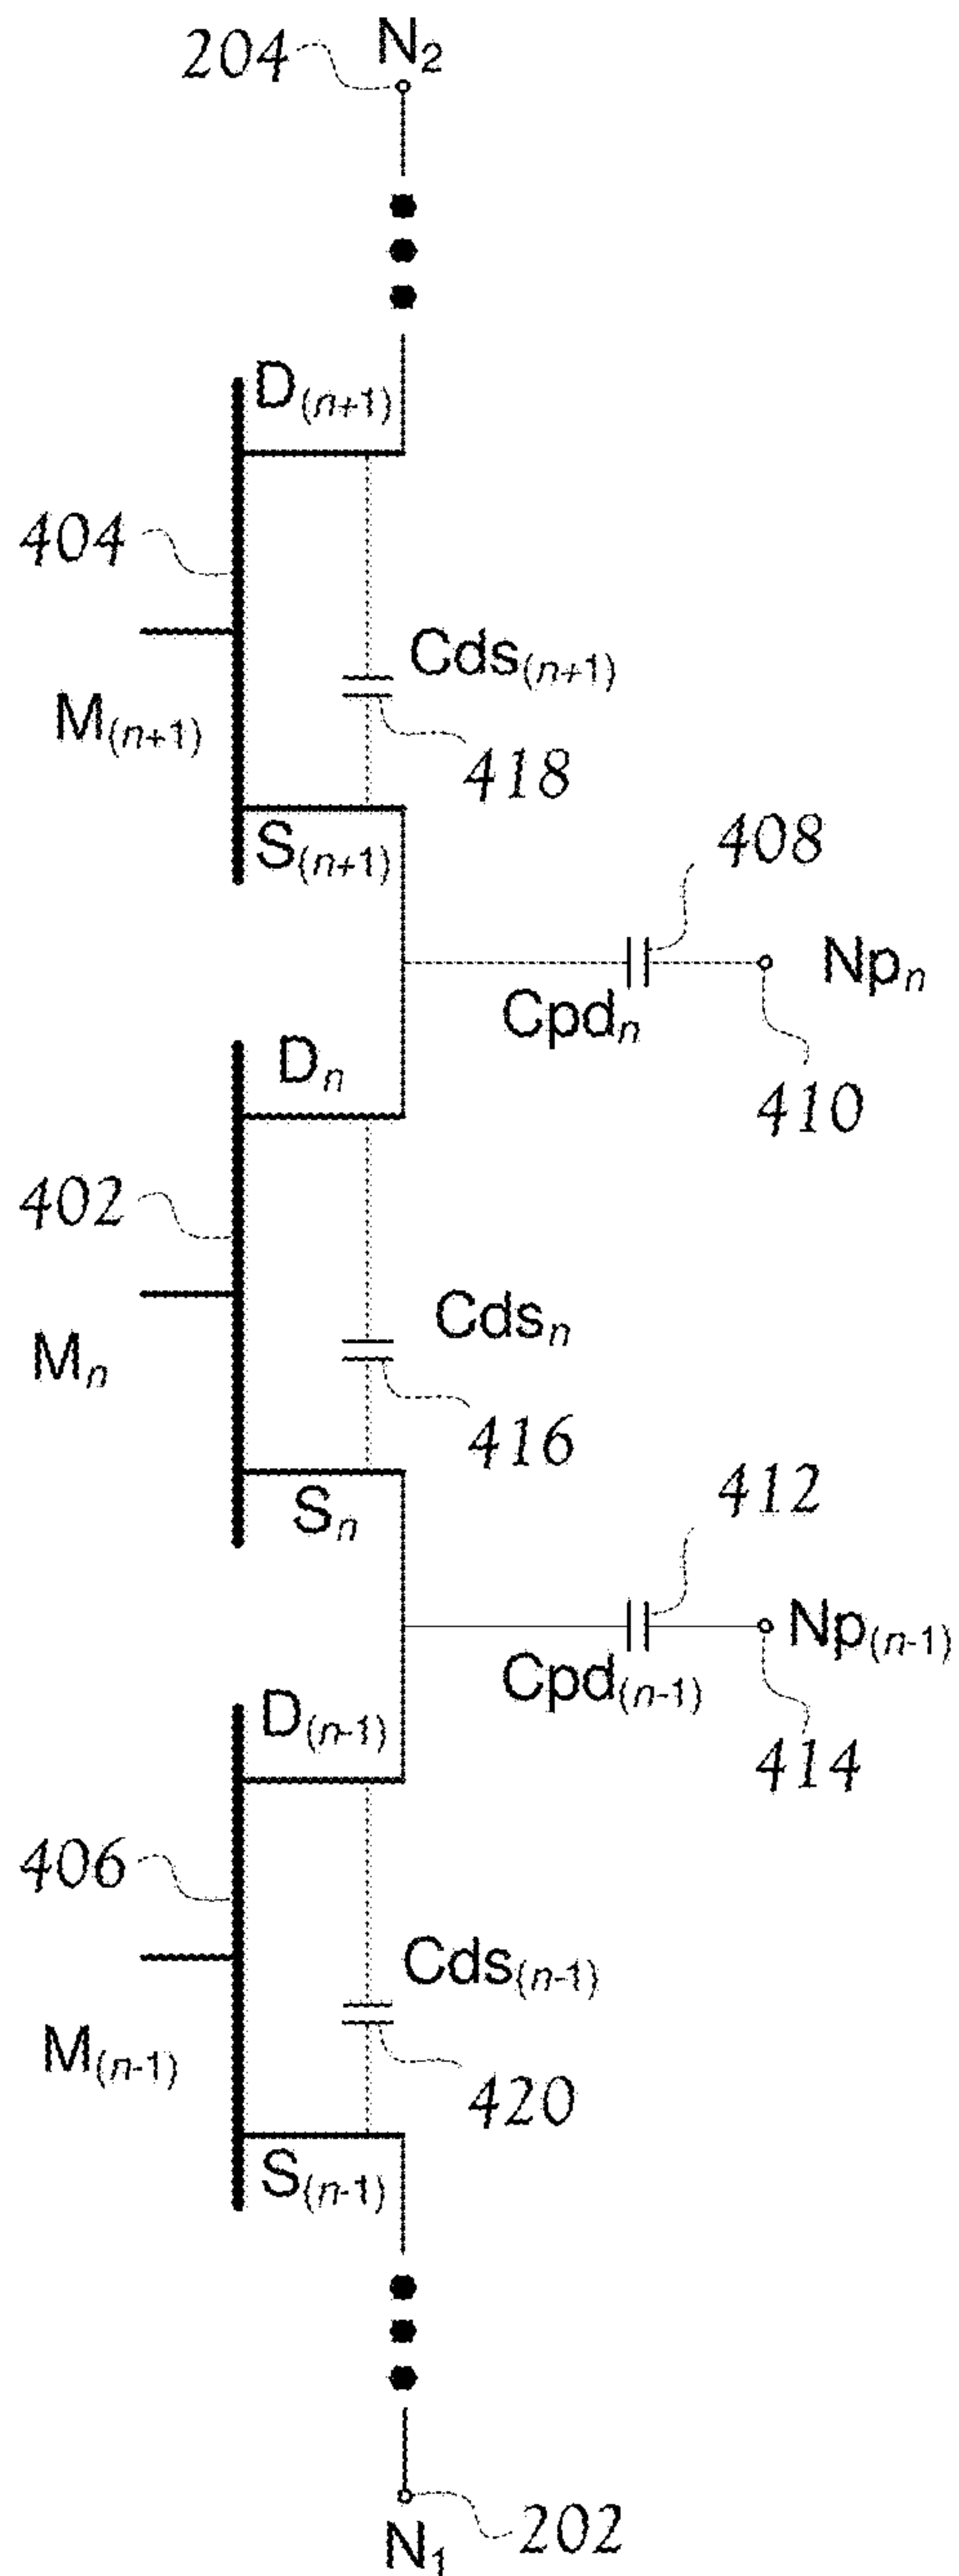 204 N₂
D₍ₙ₊₁₎
404
Cds₍ₙ₊₁₎
M₍ₙ₊₁₎
418
S₍ₙ₊₁₎
408
Npₙ
Cpdₙ
Dₙ
410
402
Cdsₙ
Mₙ
416
412
Sₙ
Np₍ₙ₋₁₎
Cpd₍ₙ₋₁₎
D₍ₙ₋₁₎
414
406
Cds₍ₙ₋₁₎
M₍ₙ₋₁₎
420
S₍ₙ₋₁₎
202
N₁